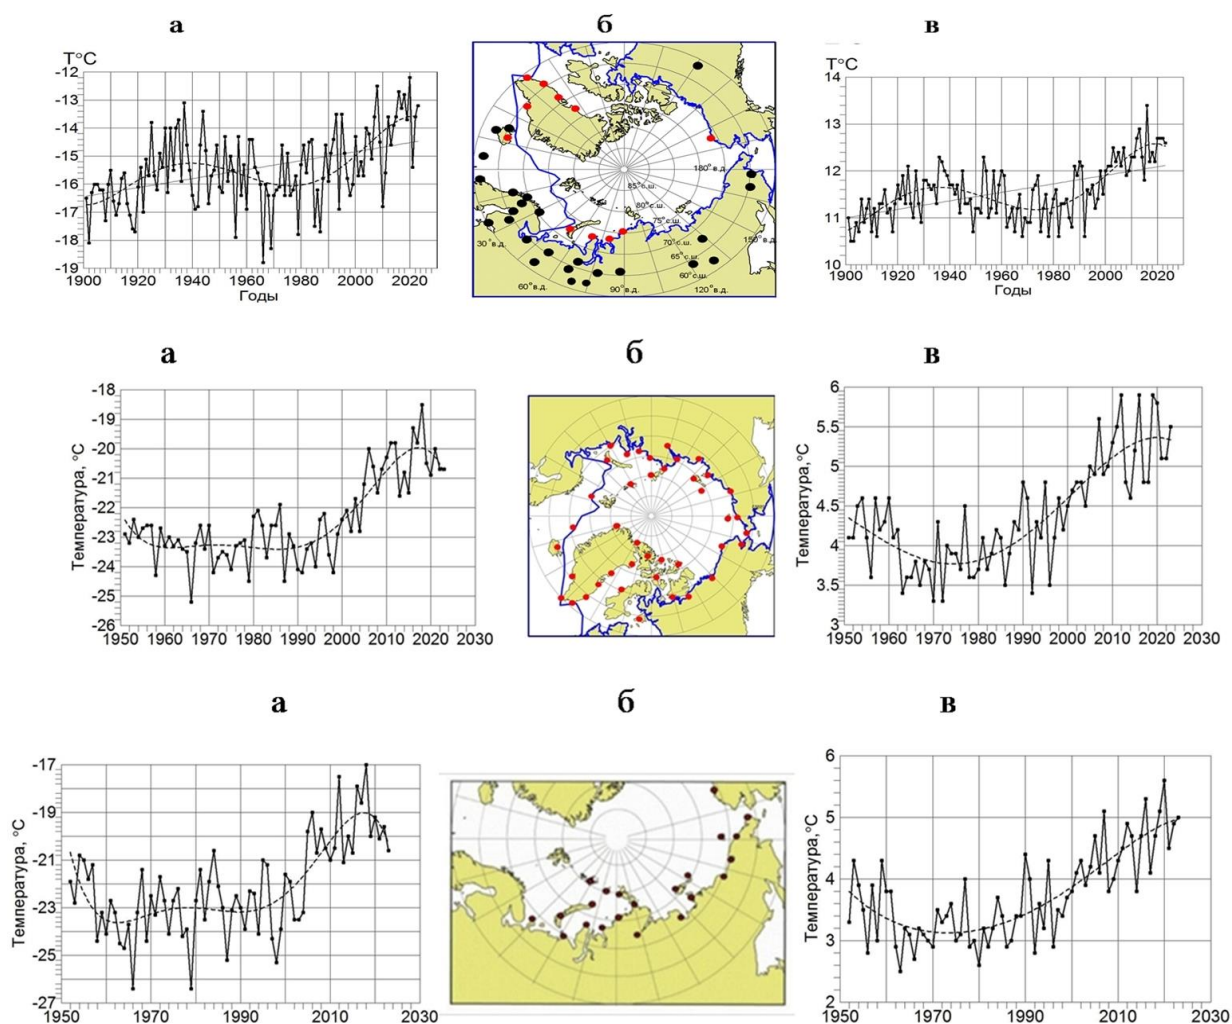 а б в
T°C
-12
-13
-14
-15
-16
-17
-18
-19
1900 1920 1940 1960 1980 2000 2020
Годы
85°с.ш.
80°с.ш.
75°с.ш.
70°с.ш.
65°с.ш.
60°с.ш.
180°в.д.
150°в.д.
30°в.д.
60°в.д.
90°в.д.
120°в.д.
T°C
14
13
12
11
10
1900 1920 1940 1960 1980 2000 2020
Годы
а б в
Температура, °С
-18
-19
-20
-21
-22
-23
-24
-25
-26
1950 1960 1970 1980 1990 2000 2010 2020 2030
Температура, °С
6
5.5
5
4.5
4
3.5
3
1950 1960 1970 1980 1990 2000 2010 2020 2030
а б в
Температура, °С
-17
-19
-21
-23
-25
-27
1950 1970 1990 2010 2030
Температура,°С
6
5
4
3
2
1950 1970 1990 2010 2030